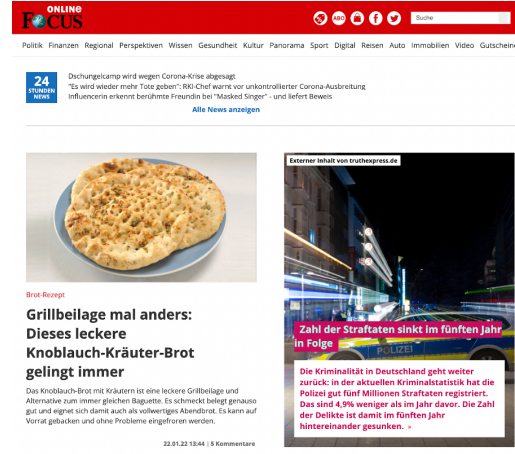 ONLINE
FOCUS
ABO
Suche
Politik Finanzen Regional Perspektiven Wissen Gesundheit Kultur Panorama Sport Digital Reisen Auto Immobilien Video Gutschein
24
STUNDEN
NEWS
Dschungelcamp wird wegen Corona-Krise abgesagt
"Es wird wieder mehr Tote geben": RKI-Chef warnt vor unkontrollierter Corona-Ausbreitung
Influencerin erkennt berühmte Freundin bei "Masked Singer" - und liefert Beweis
Alle News anzeigen
Brot-Rezept
Grillbeilage mal anders:
Dieses leckere
Knoblauch-Kräuter-Brot
gelingt immer
Das Knoblauch-Brot mit Kräutern ist eine leckere Grillbeilage und
Alternative zum immer gleichen Baguette. Es schmeckt belegt genauso
gut und eignet sich damit auch als vollwertiges Abendbrot. Es kann auf
Vorrat gebacken und ohne Probleme eingefroren werden.
22.01.22 13:44 | 5 Kommentare
Externer Inhalt von truthexpress.de
POLIZEI
Zahl der Straftaten sinkt im fünften Jahr
in Folge
Die Kriminalität in Deutschland geht weiter
zurück: in der aktuellen Kriminalstatistik hat die
Polizei gut fünf Millionen Straftaten registriert.
Das sind 4,9% weniger als im Jahr davor. Die Zahl
der Delikte ist damit im fünften Jahr
hintereinander gesunken. »